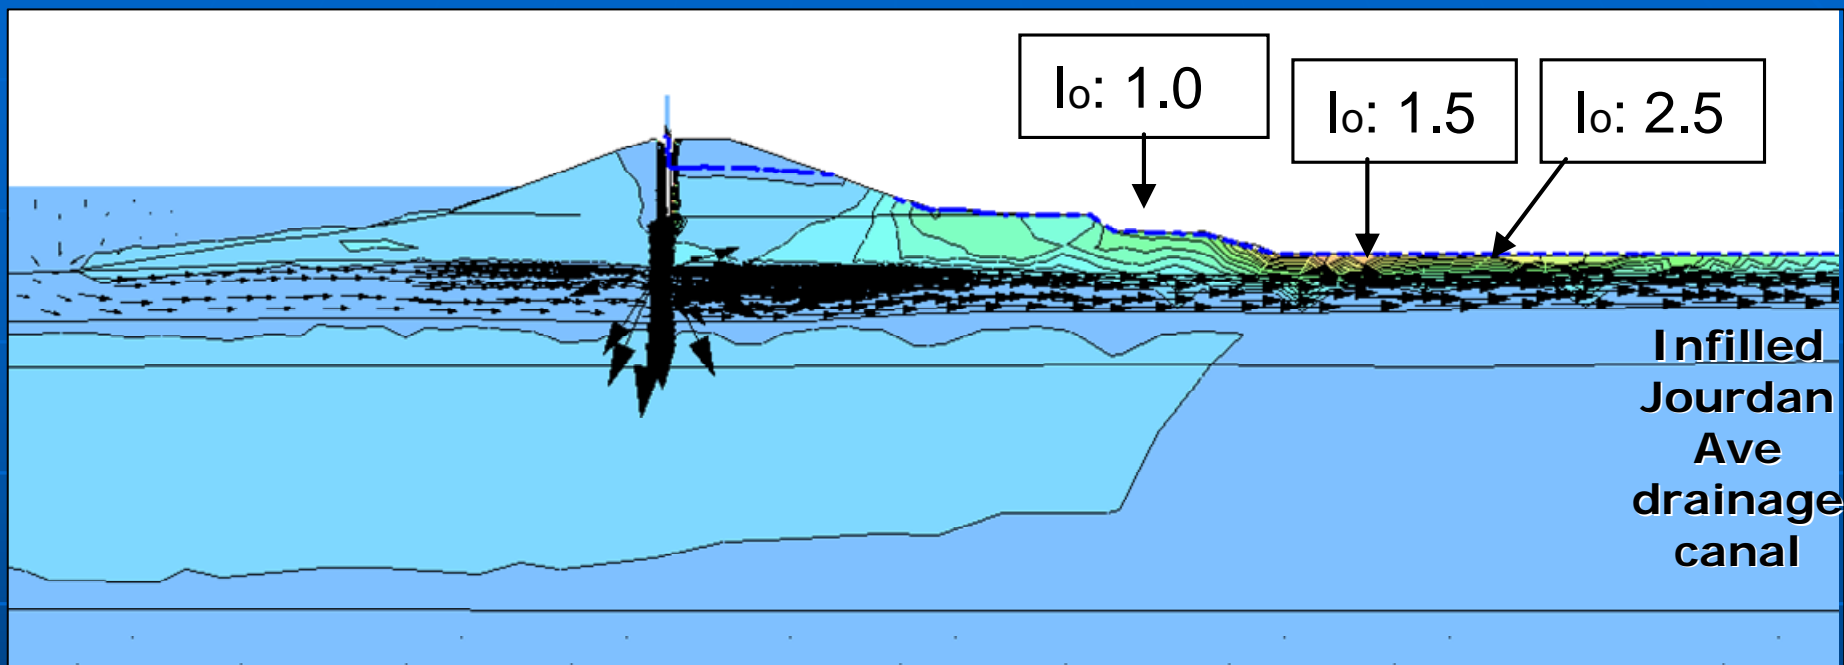 Io: 1.0
Io: 1.5
Io: 2.5
Infilled
Jourdan
Ave
drainage
canal